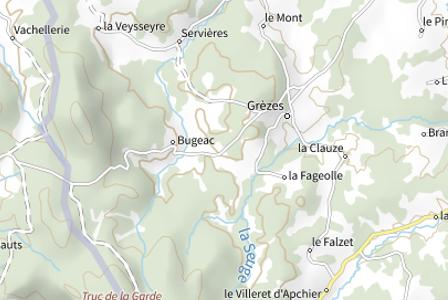 le Mont
Vachellerie
la Veysseyre
Servières
Grèzes
Bugeac
la Clauze
la Fageolle
la Seuge
le Falzet
le Villeret d'Apchier
Truc de la Garde